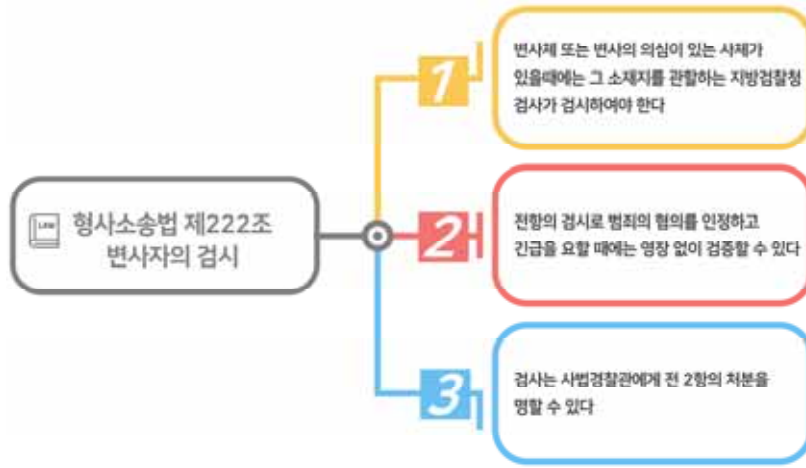 LAW
형사소송법 제222조
변사자의 검시
1
변사체 또는 변사의 의심이 있는 사체가
있을때에는 그 소재지를 관할하는 지방검찰청
검사가 검시하여야 한다
2
전항의 검시로 범죄의 혐의를 인정하고
긴급을 요할 때에는 영장 없이 검증할 수 있다
3
검사는 사법경찰관에게 전 2항의 처분을
명할 수 있다